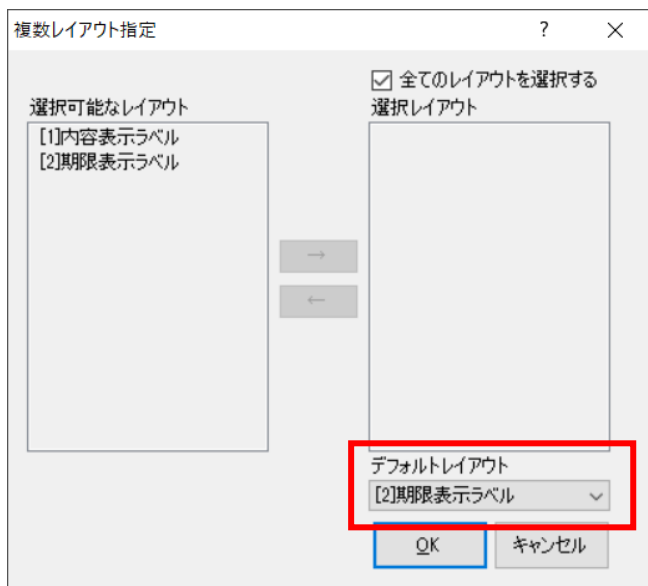 複数レイアウト指定
?
全てのレイアウトを選択する
選択可能なレイアウト
選択レイアウト
[1]内容表示ラベル
[2]期限表示ラベル
→
←
デフォルトレイアウト
[2]期限表示ラベル
OK
キャンセル